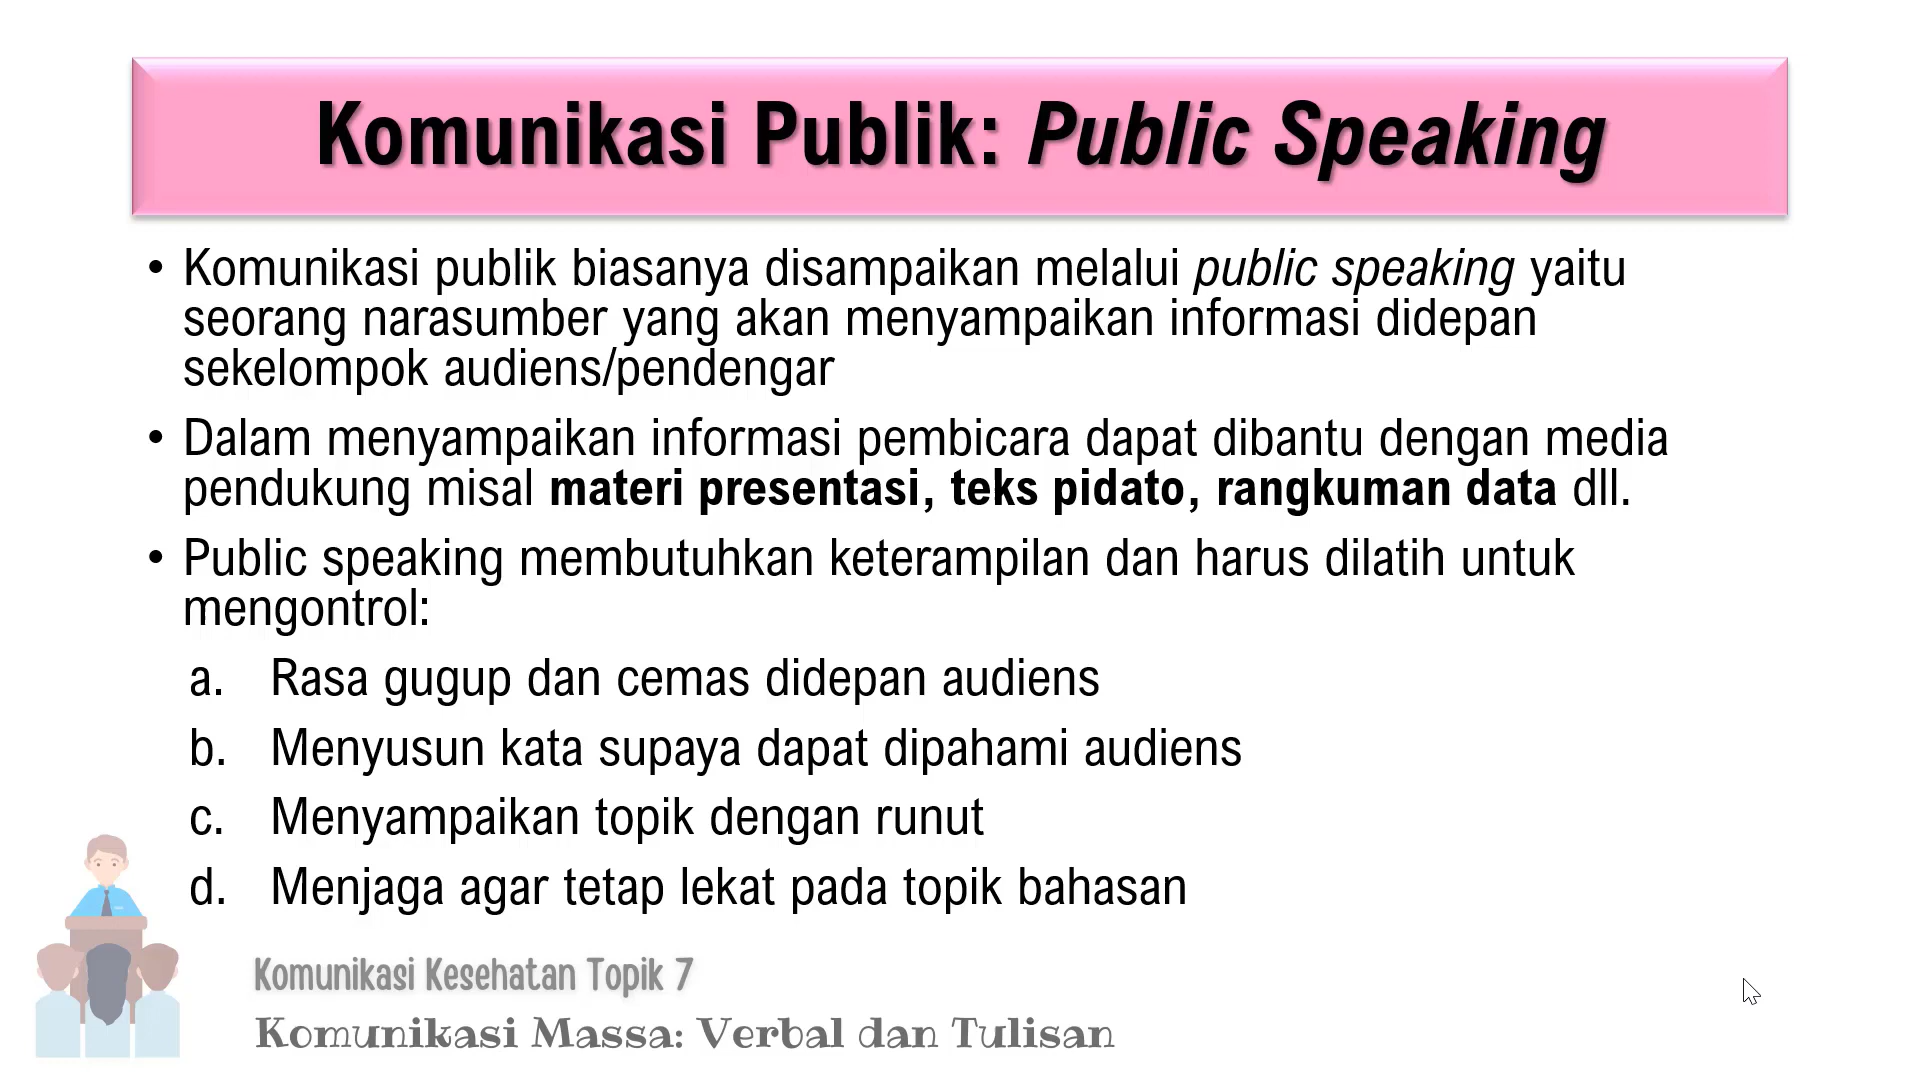 Komunikasi Publik: Public Speaking
• Komunikasi publik biasanya disampaikan melalui public speaking yaitu
seorang narasumber yang akan menyampaikan informasi didepan
sekelompok audiens/pendengar
• Dalam menyampaikan informasi pembicara dapat dibantu dengan media
pendukung misal materi presentasi, teks pidato, rangkuman data dll.
• Public speaking membutuhkan keterampilan dan harus dilatih untuk
mengontrol:
a. Rasa gugup dan cemas didepan audiens
b. Menyusun kata supaya dapat dipahami audiens
c. Menyampaikan topik dengan runut
d. Menjaga agar tetap lekat pada topik bahasan
Komunikasi Kesehatan Topik 7
Komunikasi Massa: Verbal dan Tulisan